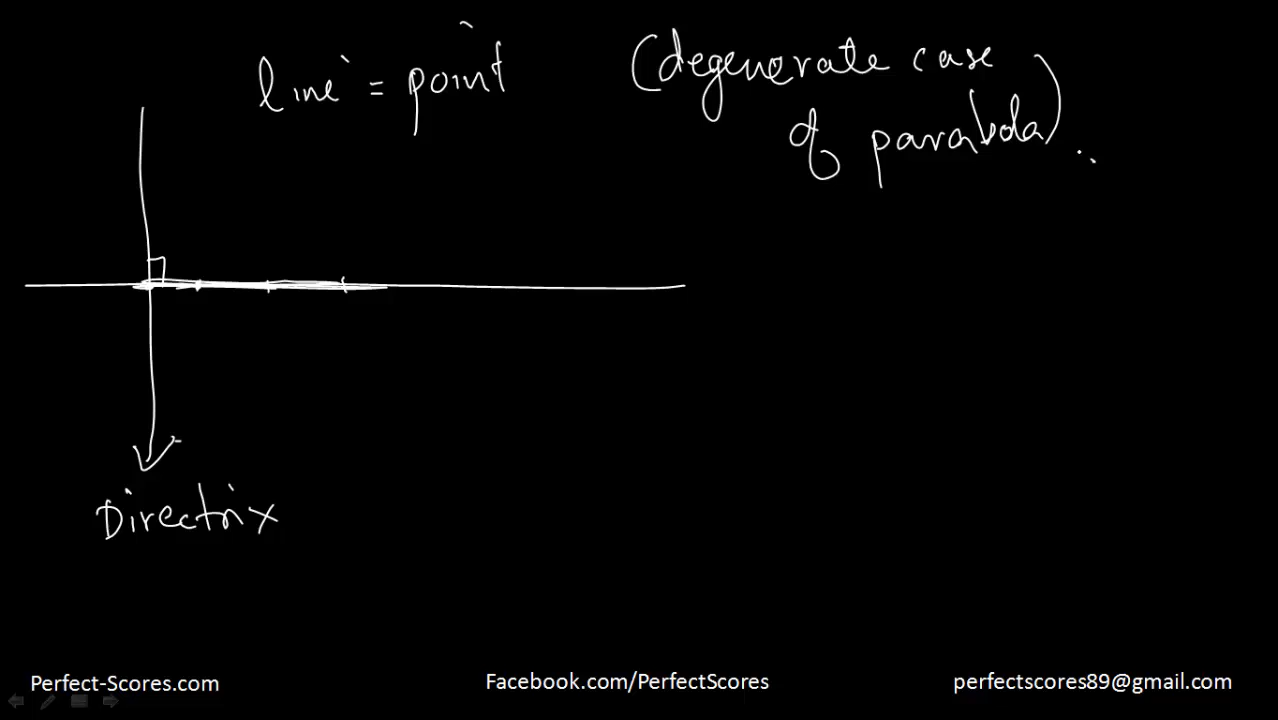 line = point
(degenerate case
of parabola)
Directrix
Perfect-Scores.com
Facebook.com/PerfectScores
perfectscores89@gmail.com